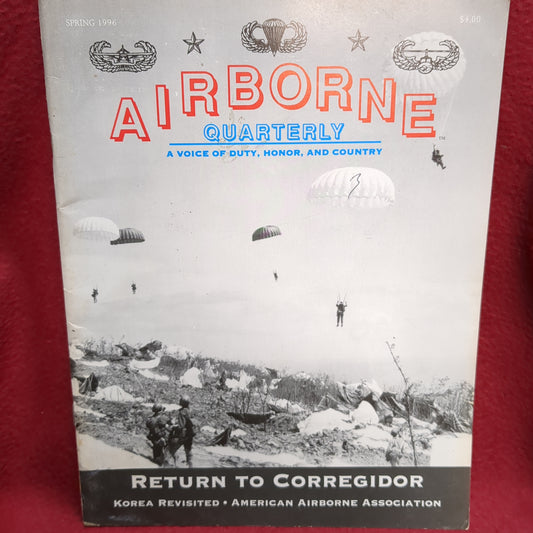 SPRING 1996
$4.00
AIRBORNE
QUARTERLY
TM
A VOICE OF DUTY, HONOR, AND COUNTRY
3
RETURN TO CORREGIDOR
KOREA REVISITED • AMERICAN AIRBORNE ASSOCIATION